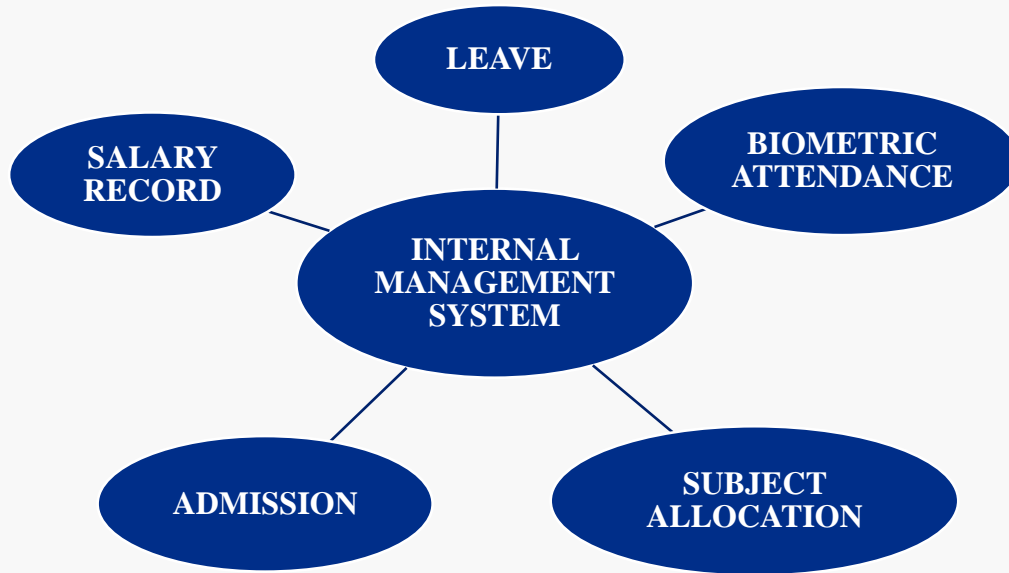 LEAVE
SALARY
RECORD
BIOMETRIC
ATTENDANCE
INTERNAL
MANAGEMENT
SYSTEM
ADMISSION
SUBJECT
ALLOCATION